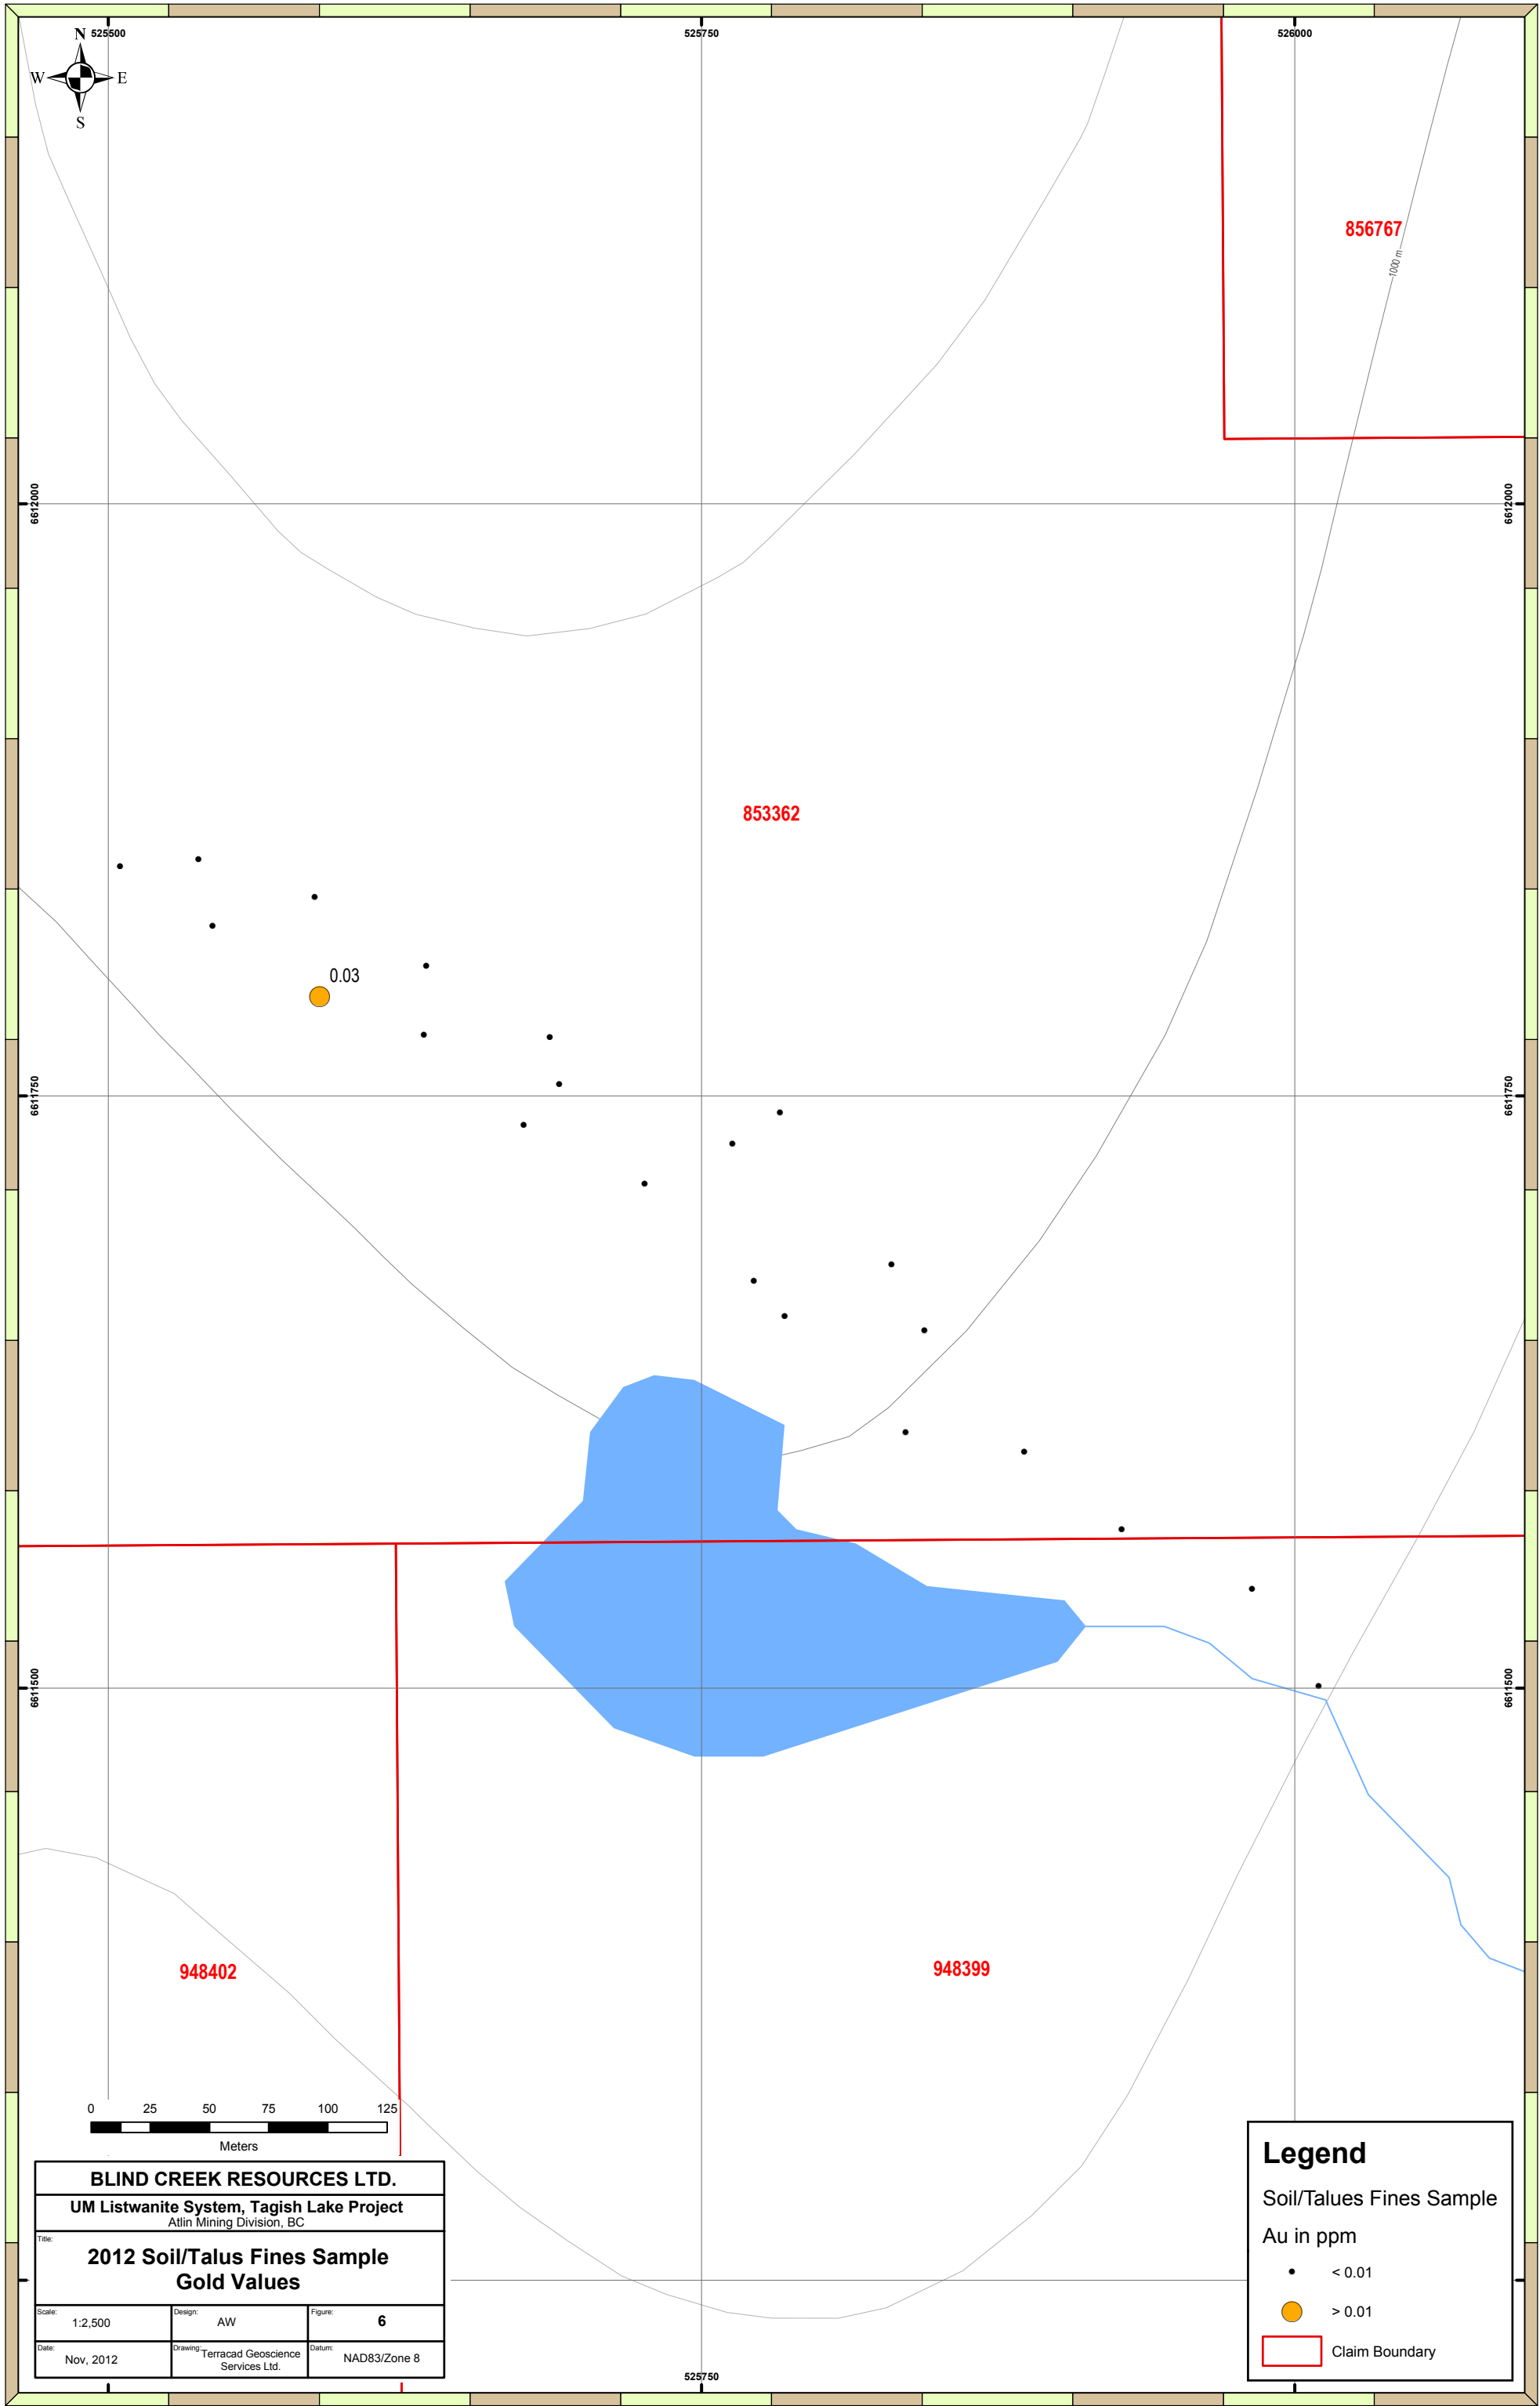 525500
525750
526000
N
W
E
S
856767
1000 m
6612000
6612000
853362
0.03
6611750
6611750
6611500
6611500
948402
948399
0 25 50 75 100 125
Meters
BLIND CREEK RESOURCES LTD.
UM Listwanite System, Tagish Lake Project
Atlin Mining Division, BC
Title:
2012 Soil/Talus Fines Sample
Gold Values
Scale:
1:2,500
Design:
AW
Figure:
6
Date:
Nov, 2012
Drawing:
Terracad Geoscience
Services Ltd.
Datum:
NAD83/Zone 8
525750
Legend
Soil/Talues Fines Sample
Au in ppm
< 0.01
> 0.01
Claim Boundary